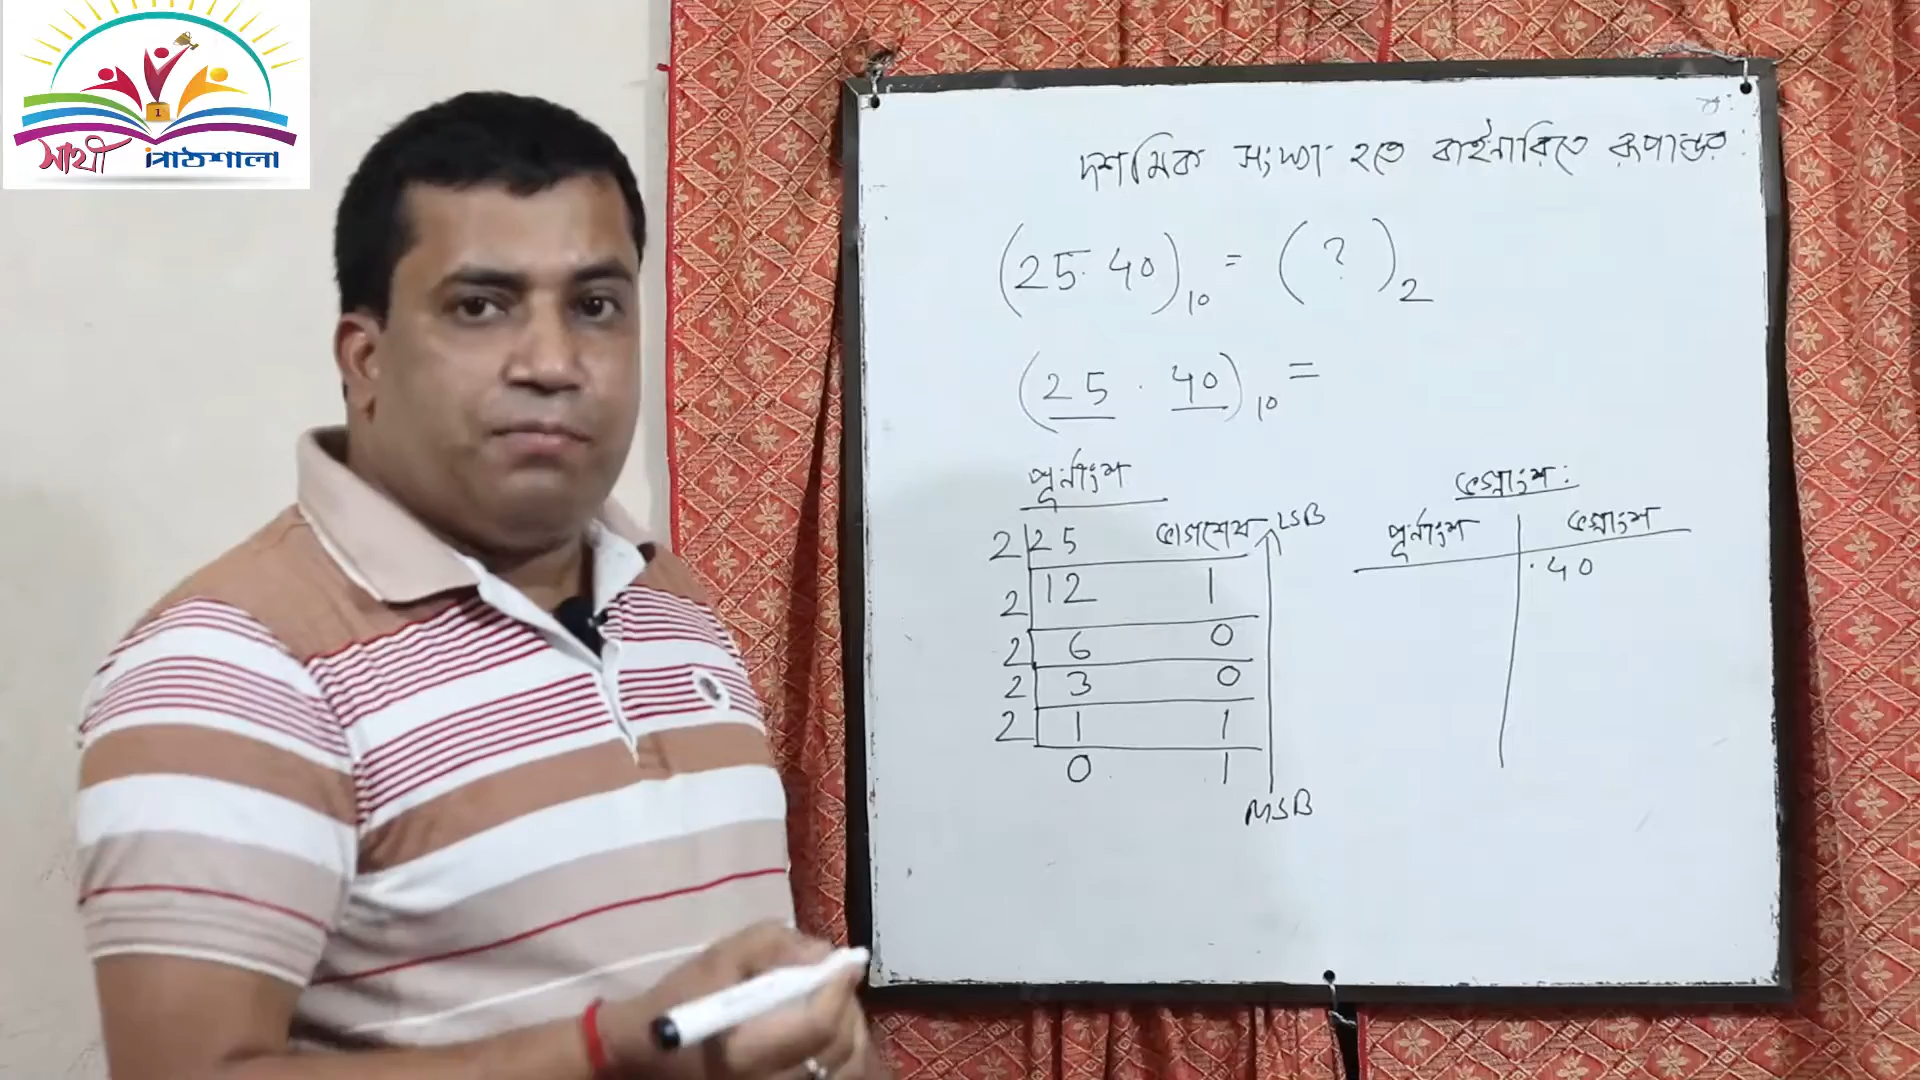 সাথী পাঠশালা
দশমিক সংখ্যা হতে বাইনারিতে রূপান্তর:
(25.40)10 = (?)2
(25.40)10 =
পূর্নাংশ
2 25 ভাগশেষ LSB
2 12 1
2 6 0
2 3 0
2 1 1
0 1
MSB
ভগ্নাংশ:
পূর্নাংশ ভগ্নাংশ
.40